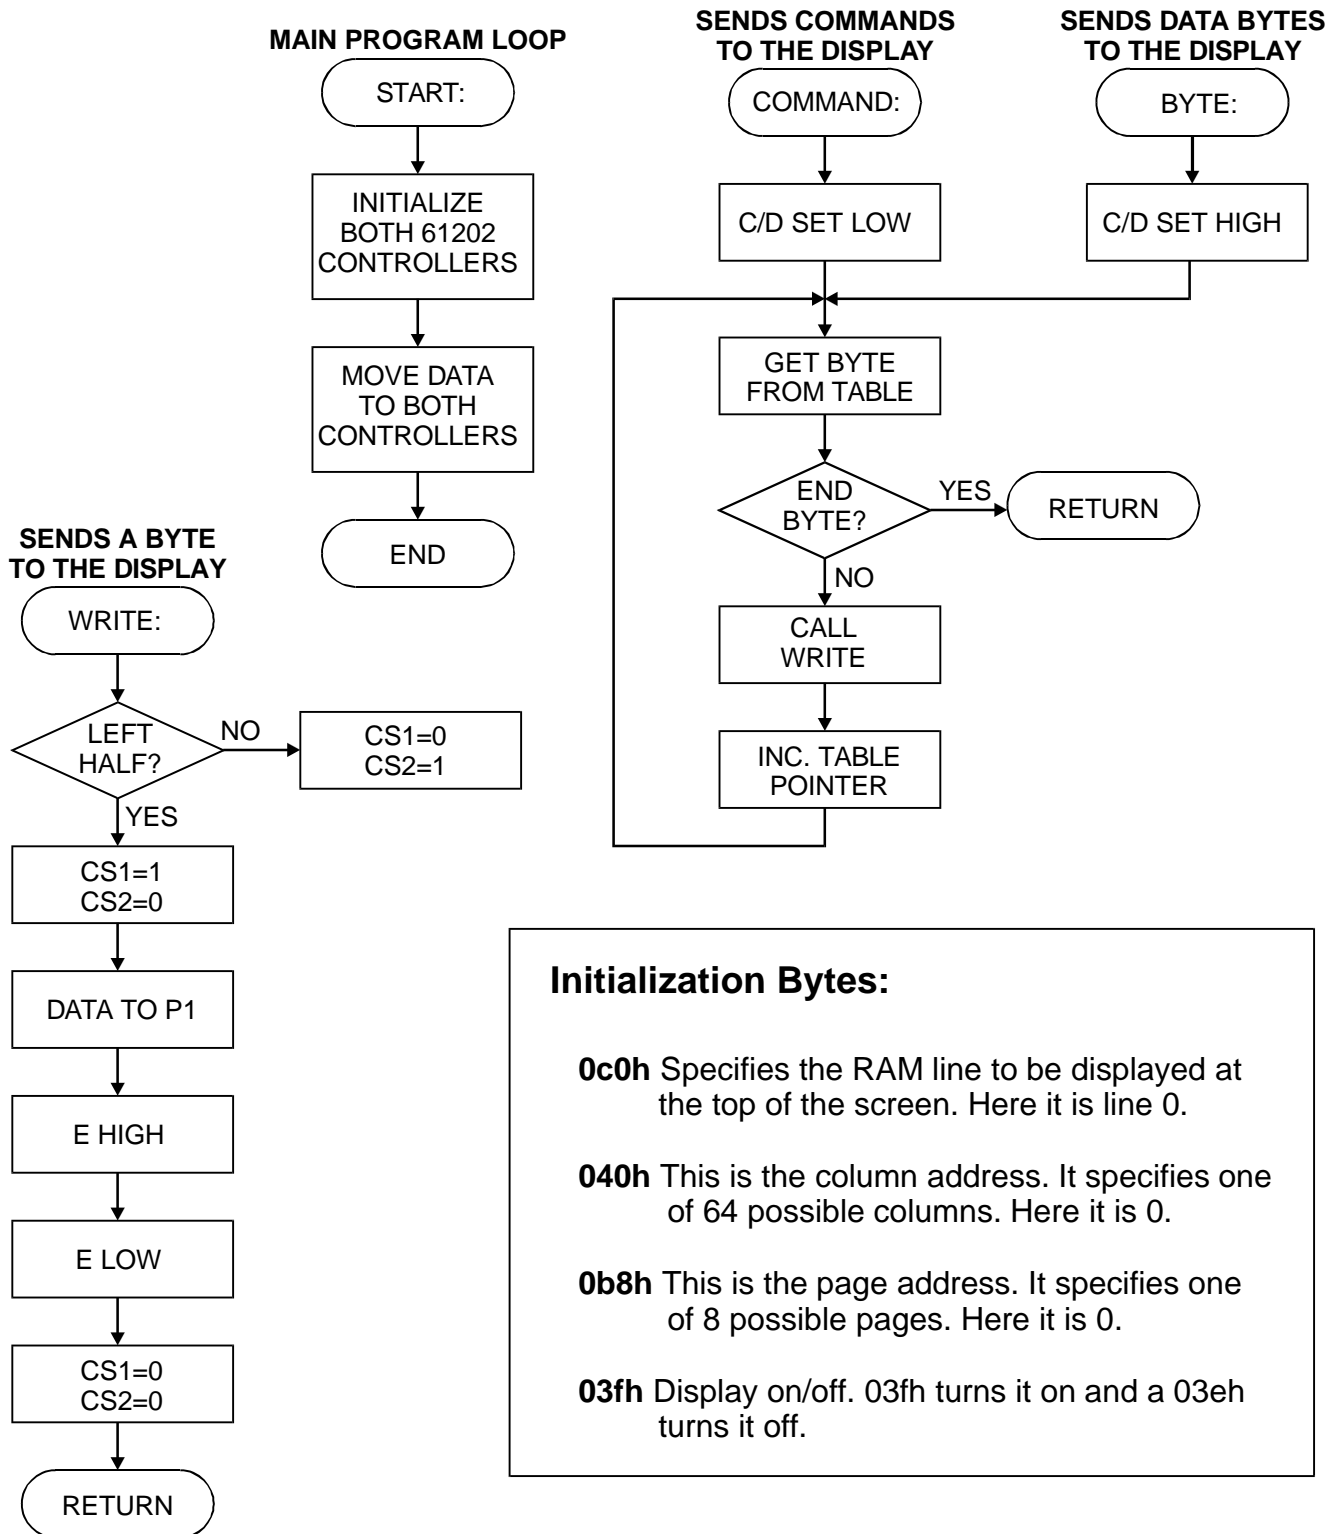 MAIN PROGRAM LOOP
START:
INITIALIZE
BOTH 61202
CONTROLLERS
MOVE DATA
TO BOTH
CONTROLLERS
END
SENDS COMMANDS
TO THE DISPLAY
COMMAND:
C/D SET LOW
SENDS DATA BYTES
TO THE DISPLAY
BYTE:
C/D SET HIGH
GET BYTE
FROM TABLE
END
BYTE?
YES
RETURN
NO
CALL
WRITE
INC. TABLE
POINTER
SENDS A BYTE
TO THE DISPLAY
WRITE:
LEFT
HALF?
NO
CS1=0
CS2=1
YES
CS1=1
CS2=0
DATA TO P1
E HIGH
E LOW
CS1=0
CS2=0
RETURN
Initialization Bytes:
0c0h Specifies the RAM line to be displayed at
the top of the screen. Here it is line 0.
040h This is the column address. It specifies one
of 64 possible columns. Here it is 0.
0b8h This is the page address. It specifies one
of 8 possible pages. Here it is 0.
03fh Display on/off. 03fh turns it on and a 03eh
turns it off.